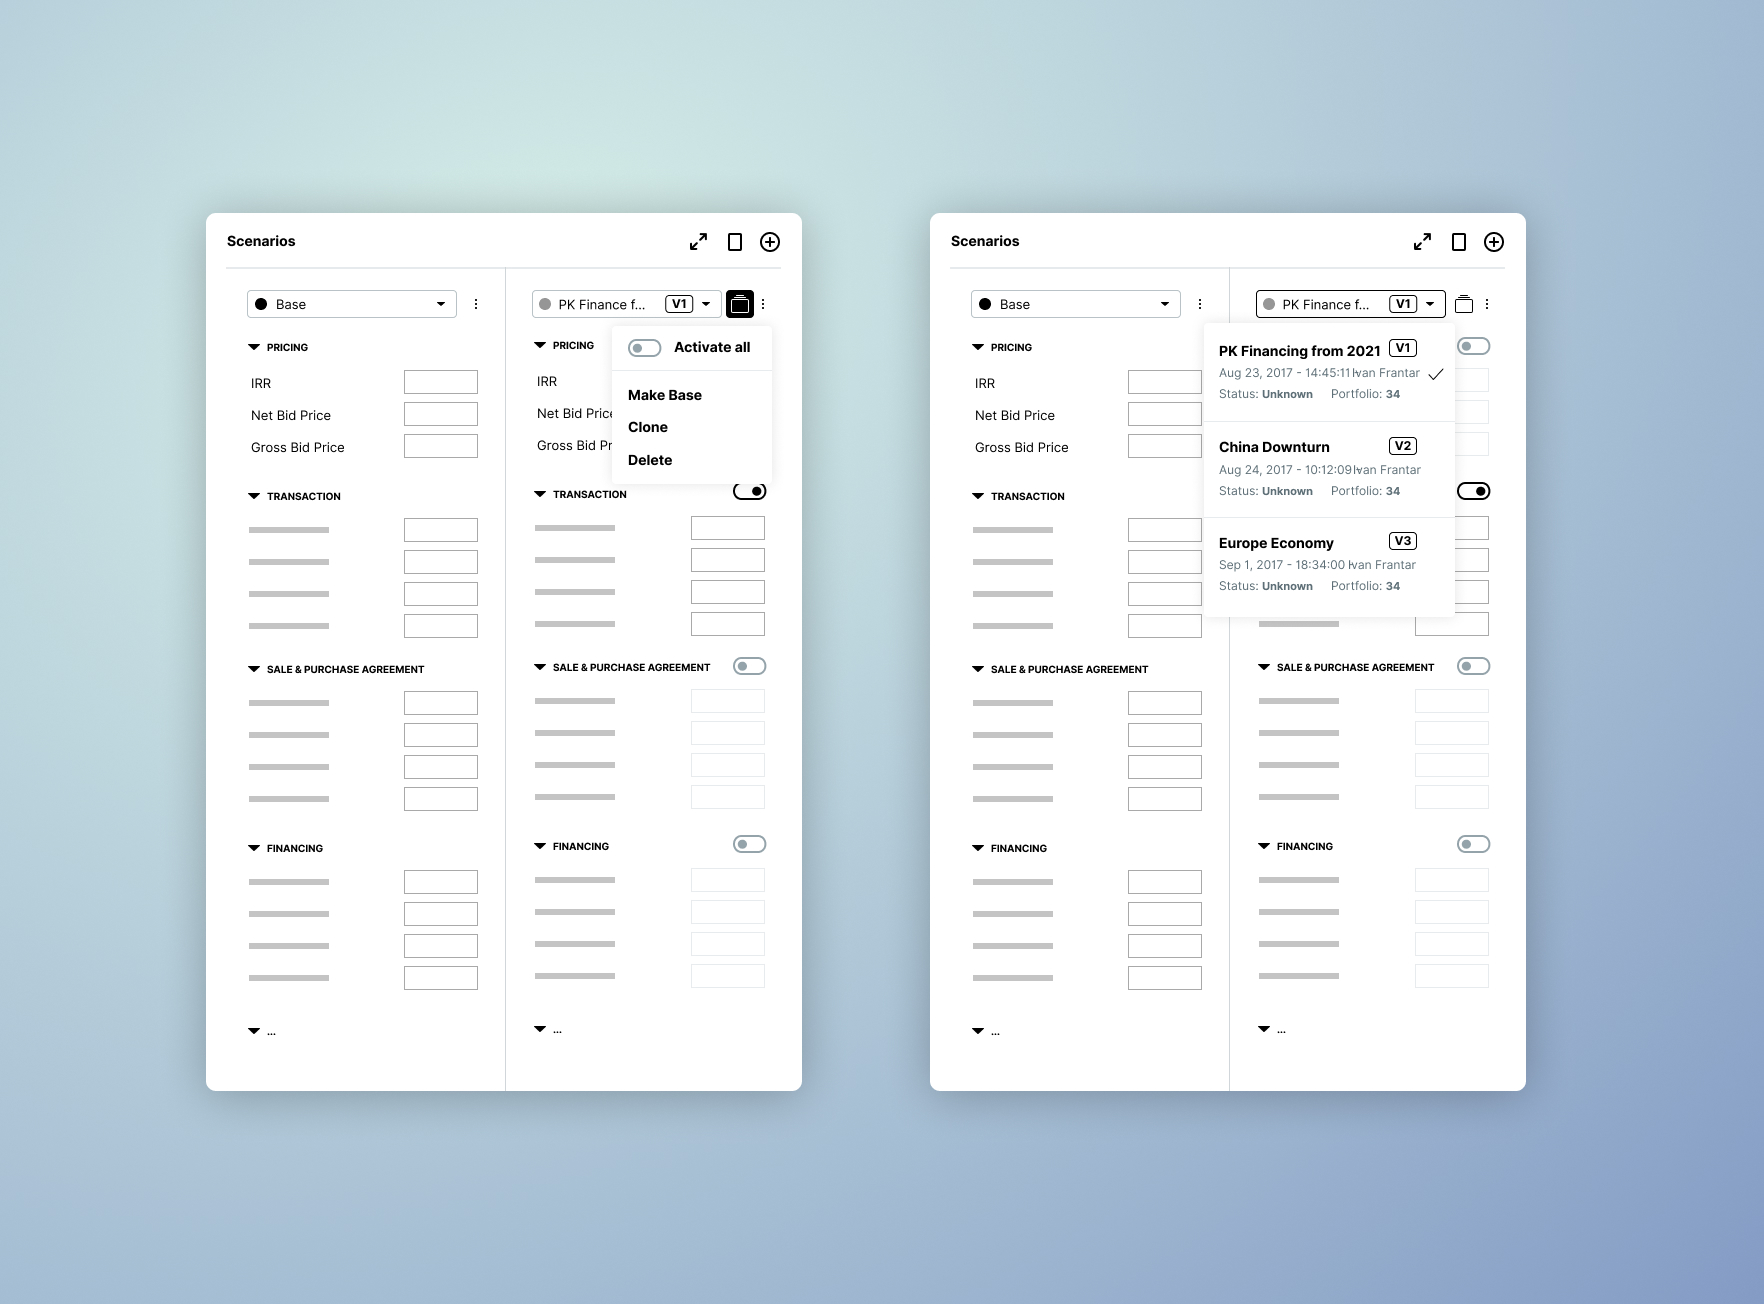 Scenarios
Base
PK Finance f... V1
PRICING
IRR
Net Bid Price
Gross Bid Price
TRANSACTION
SALE & PURCHASE AGREEMENT
FINANCING
...
PRICING
IRR
Net Bid Price
Gross Bid Pr
Activate all
Make Base
Clone
Delete
TRANSACTION
SALE & PURCHASE AGREEMENT
FINANCING
...
Scenarios
Base
PK Finance f... V1
PRICING
IRR
Net Bid Price
Gross Bid Price
TRANSACTION
SALE & PURCHASE AGREEMENT
FINANCING
...
PK Financing from 2021 V1
Aug 23, 2017 - 14:45:11 Ivan Frantar
Status: Unknown Portfolio: 34
China Downturn V2
Aug 24, 2017 - 10:12:09 Ivan Frantar
Status: Unknown Portfolio: 34
Europe Economy V3
Sep 1, 2017 - 18:34:00 Ivan Frantar
Status: Unknown Portfolio: 34
SALE & PURCHASE AGREEMENT
FINANCING
...